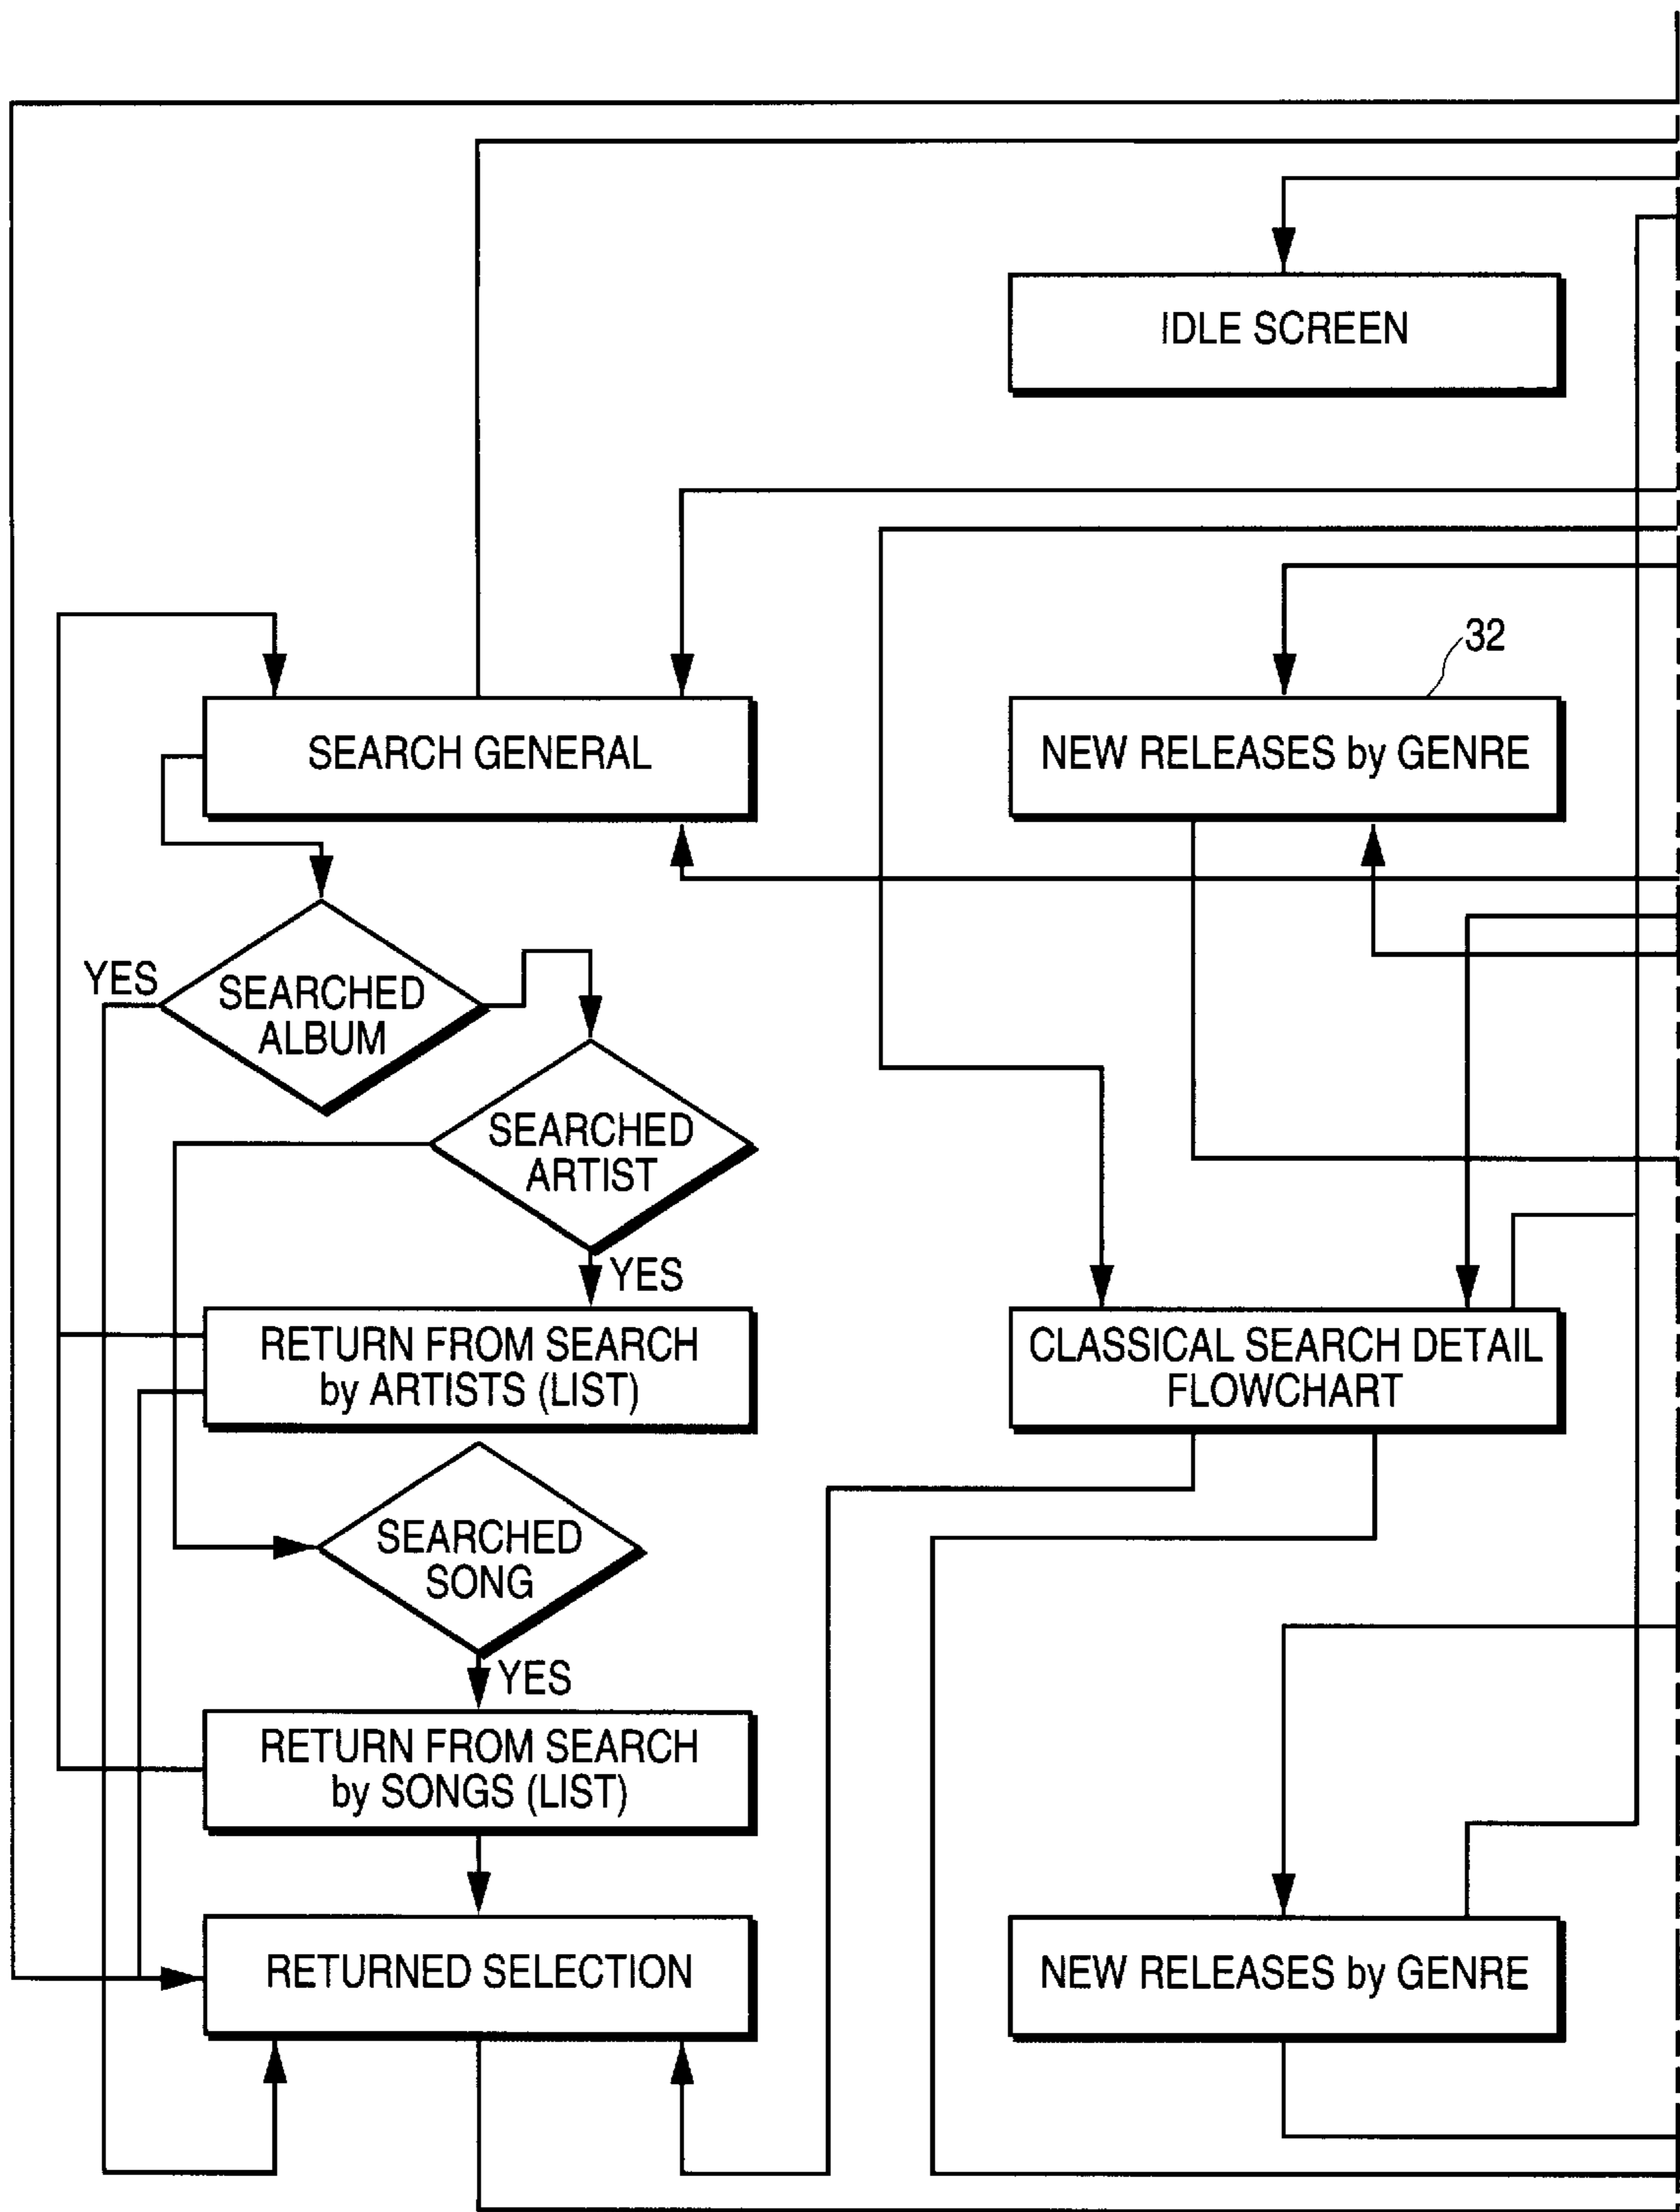 IDLE SCREEN
32
SEARCH GENERAL
NEW RELEASES by GENRE
YES
SEARCHED
ALBUM
SEARCHED
ARTIST
YES
RETURN FROM SEARCH
by ARTISTS (LIST)
CLASSICAL SEARCH DETAIL
FLOWCHART
SEARCHED
SONG
YES
RETURN FROM SEARCH
by SONGS (LIST)
RETURNED SELECTION
NEW RELEASES by GENRE